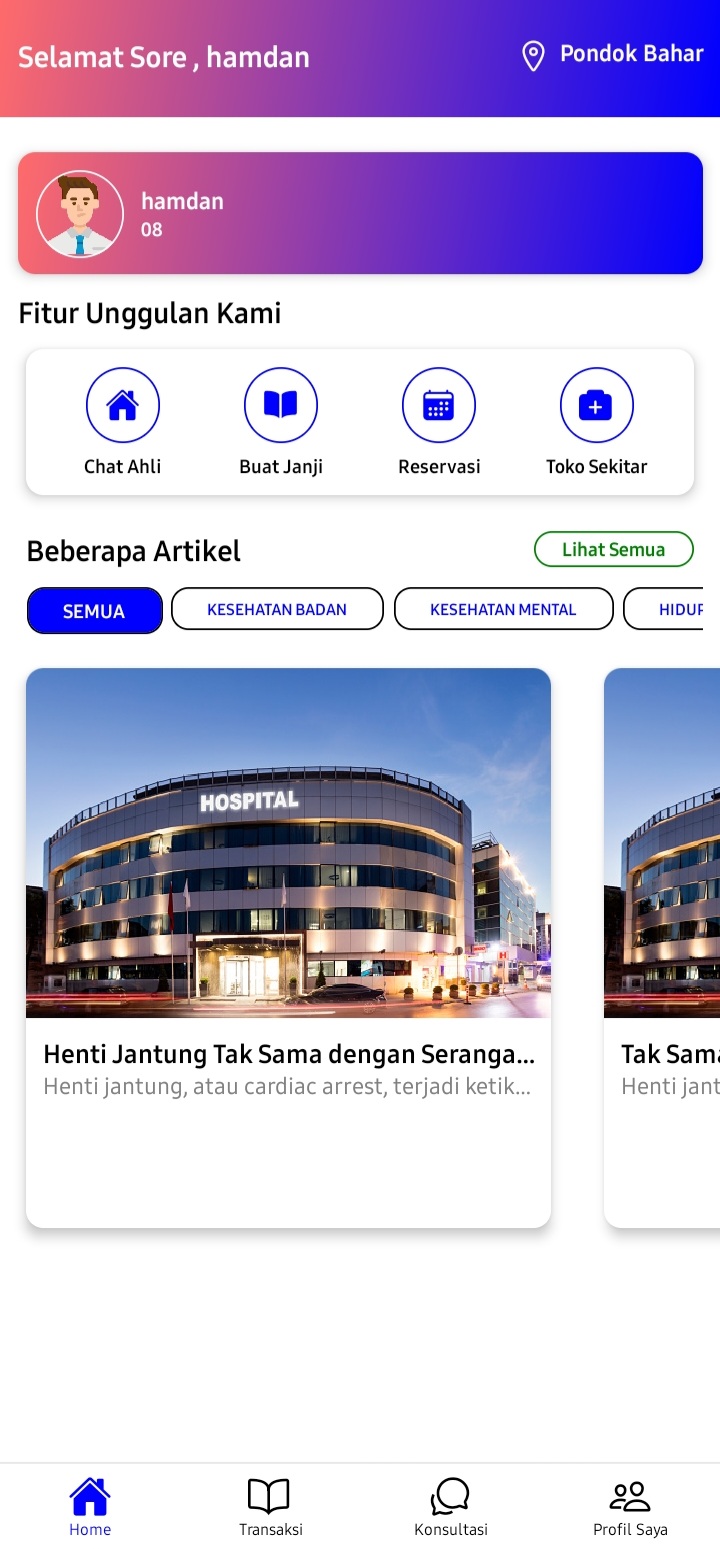 Selamat Sore , hamdan
Pondok Bahar
hamdan
08
Fitur Unggulan Kami
Chat Ahli
Buat Janji
Reservasi
Toko Sekitar
Beberapa Artikel
Lihat Semua
SEMUA
KESEHATAN BADAN
KESEHATAN MENTAL
HIDUP
HOSPITAL
Henti Jantung Tak Sama dengan Seranga...
Henti jantung, atau cardiac arrest, terjadi ketik...
Tak Sama
Henti jant
Home
Transaksi
Konsultasi
Profil Saya